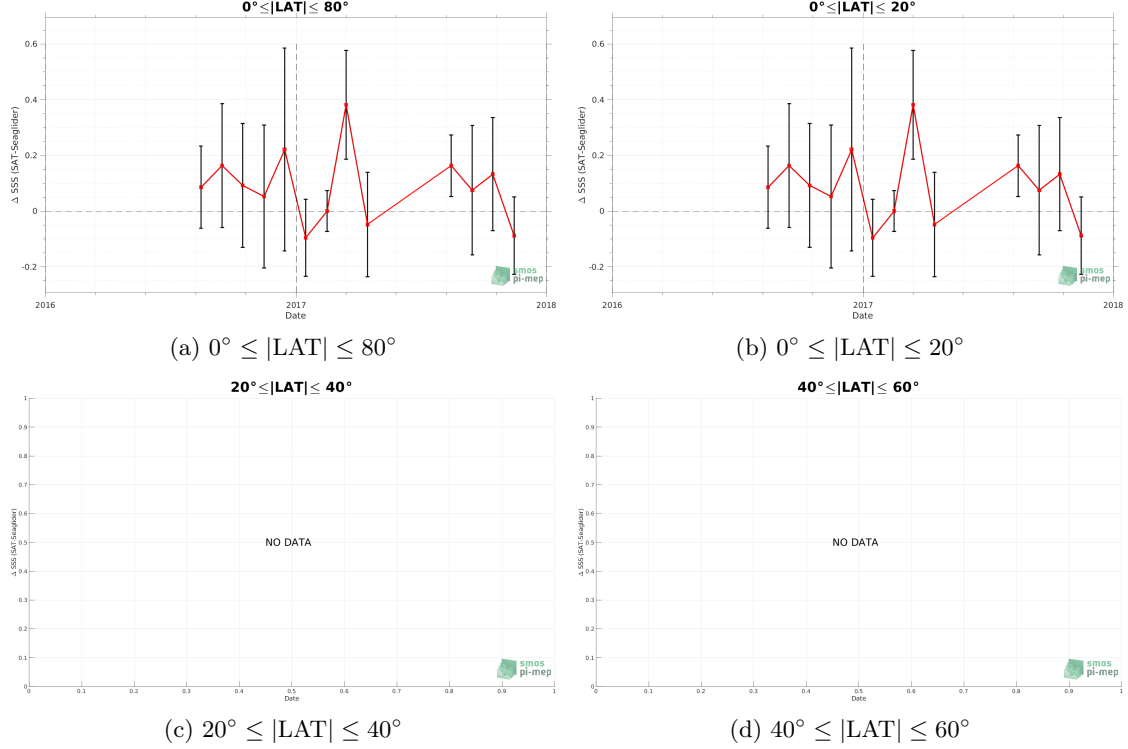 0°≤|LAT|≤ 80°
0.6
0.4
0.2
0
-0.2
Δ SSS (SAT-Seaglider)
2016
2017
2018
Date
smos
pi-mep
(a) 0° ≤ |LAT| ≤ 80°
0°≤|LAT|≤ 20°
0.6
0.4
0.2
0
-0.2
Δ SSS (SAT-Seaglider)
2016
2017
2018
Date
smos
pi-mep
(b) 0° ≤ |LAT| ≤ 20°
20°≤|LAT|≤ 40°
1
0.9
0.8
0.7
0.6
0.5
0.4
0.3
0.2
0.1
0
Δ SSS (SAT-Seaglider)
NO DATA
smos
pi-mep
0 0.1 0.2 0.3 0.4 0.5 0.6 0.7 0.8 0.9 1
Date
(c) 20° ≤ |LAT| ≤ 40°
40°≤|LAT|≤ 60°
1
0.9
0.8
0.7
0.6
0.5
0.4
0.3
0.2
0.1
0
Δ SSS (SAT-Seaglider)
NO DATA
smos
pi-mep
0 0.1 0.2 0.3 0.4 0.5 0.6 0.7 0.8 0.9 1
Date
(d) 40° ≤ |LAT| ≤ 60°